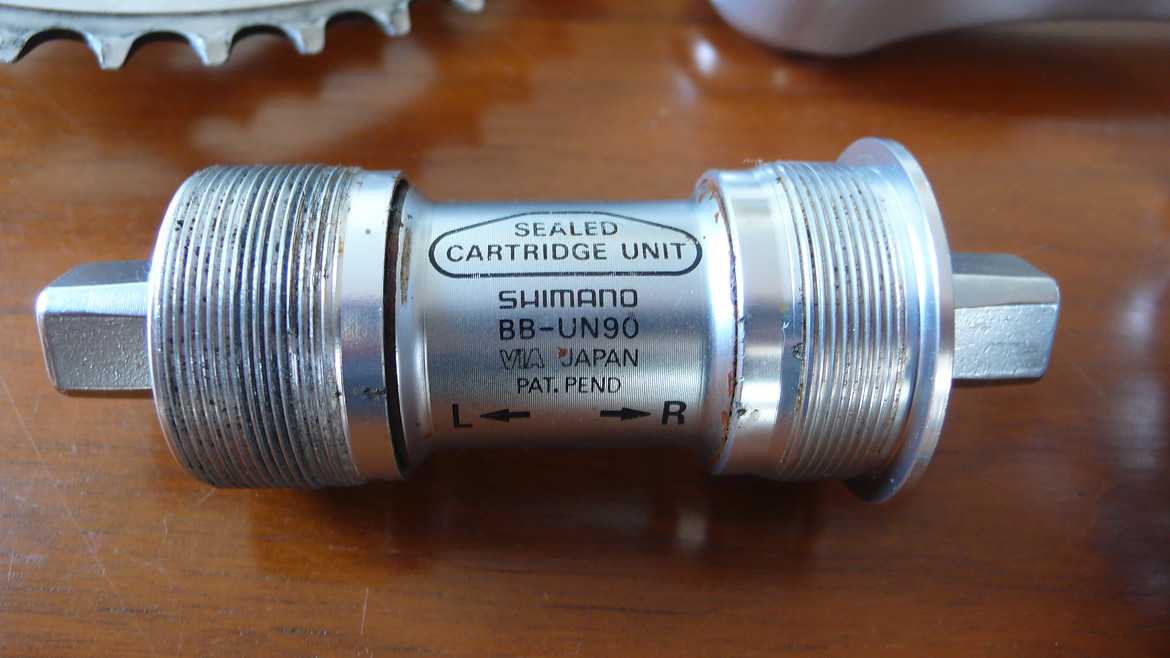 SEALED
CARTRIDGE UNIT
SHIMANO
BB-UN90
VIA JAPAN
PAT. PEND
L ← → R